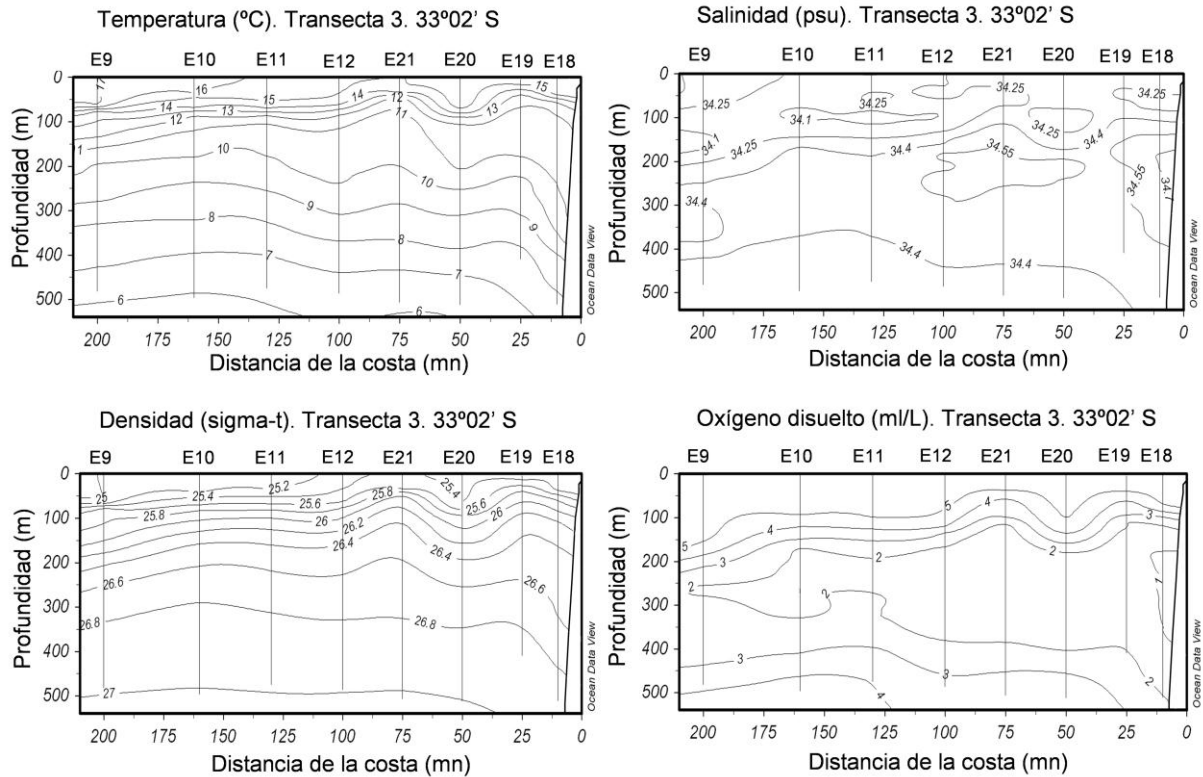 Temperatura (ºC). Transecta 3. 33º02' S
E9 E10 E11 E12 E21 E20 E19 E18
17 16 15 14 12 13 15
14 13 12 11
1 10 10
9 9
8 8
7 7
6 6
0
100
200
300
400
500
Profundidad (m)
200 175 150 125 100 75 50 25 0
Distancia de la costa (mn)
Ocean Data View
Salinidad (psu). Transecta 3. 33º02' S
E9 E10 E11 E12 E21 E20 E19 E18
34.25 34.25 34.25 34.25 34.25
34.1 34.1 34.25 34.4
34.25 34.4 34.55 34.55 34.1
34.4 34.4 34.4
0
100
200
300
400
500
Profundidad (m)
200 175 150 125 100 75 50 25 0
Distancia de la costa (mn)
Ocean Data View
Densidad (sigma-t). Transecta 3. 33º02' S
E9 E10 E11 E12 E21 E20 E19 E18
25 25.4 25.2 25.8 25.4
25.8 25.6 26 26.2 25.6 26
26.4 26.4
26.6 26.6
26.8 26.8
27
0
100
200
300
400
500
Profundidad (m)
200 175 150 125 100 75 50 25 0
Distancia de la costa (mn)
Ocean Data View
Oxígeno disuelto (ml/L). Transecta 3. 33º02' S
E9 E10 E11 E12 E21 E20 E19 E18
5 4 5 4 3
3 2 2 1
2 2
3 3 2
4
0
100
200
300
400
500
Profundidad (m)
200 175 150 125 100 75 50 25 0
Distancia de la costa (mn)
Ocean Data View